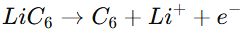 LiC₆ → C₆ + Li⁺ + e⁻